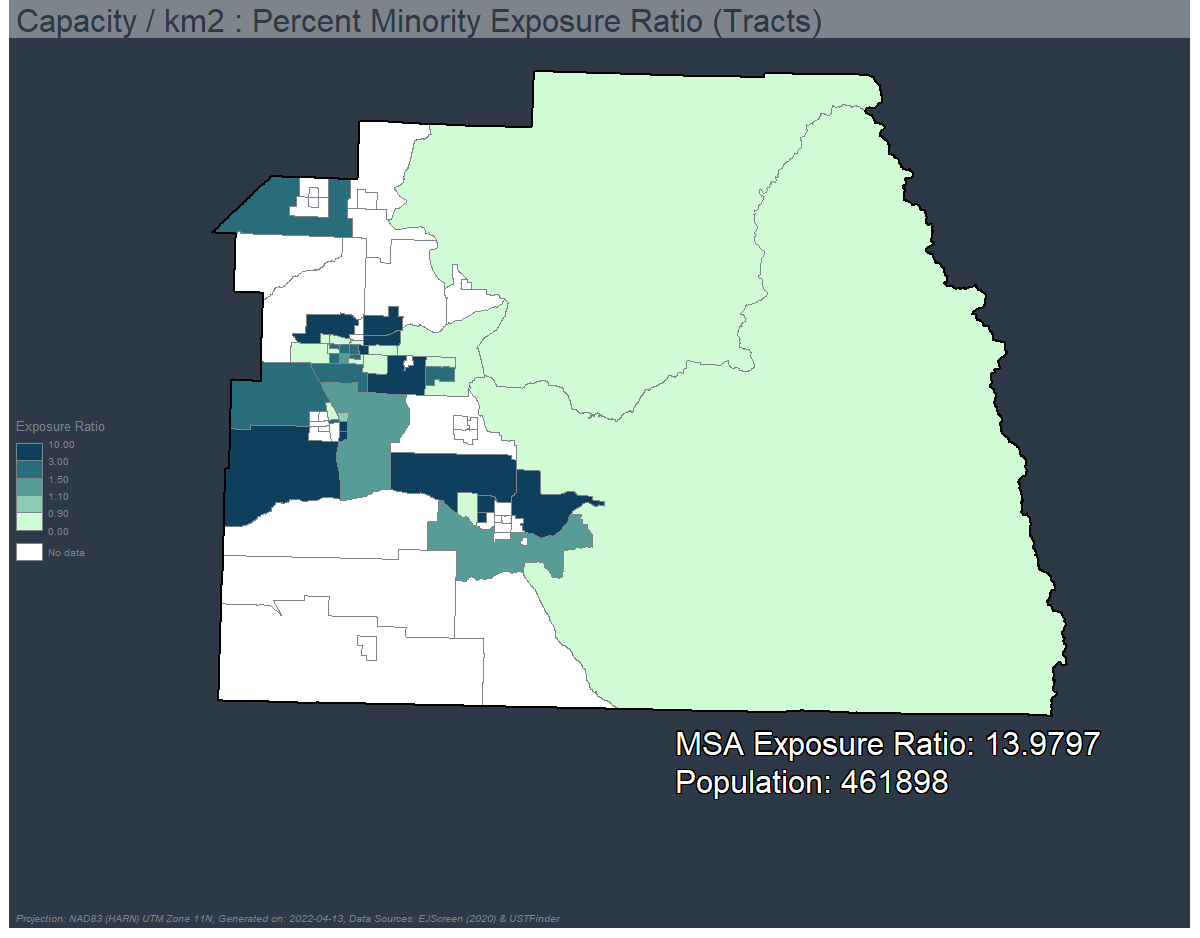 Capacity / km2 : Percent Minority Exposure Ratio (Tracts)
Exposure Ratio
10.00
3.00
1.50
1.10
0.90
0.00
No data
MSA Exposure Ratio: 13.9797
Population: 461898
Projection: NAD83 (HARN) UTM Zone 11N, Generated on: 2022-04-13, Data Sources: EJScreen (2020) & USTFinder